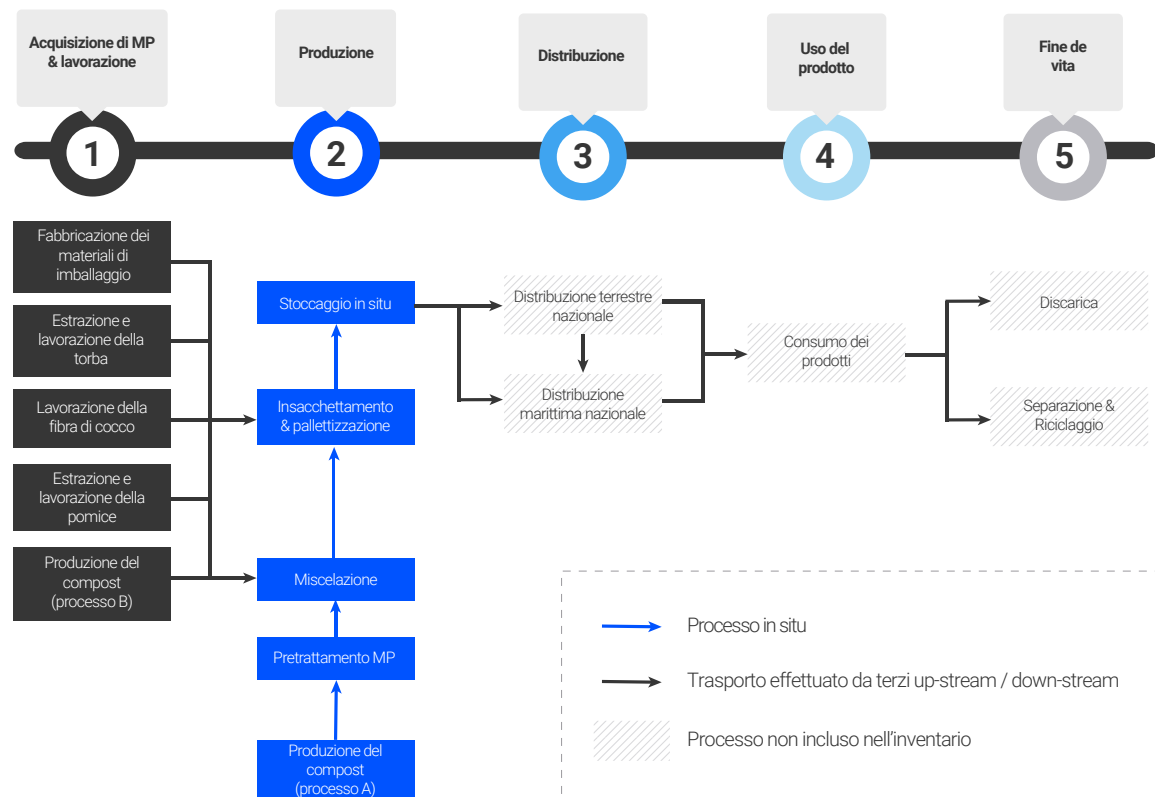 Acquisizione di MP
& lavorazione
Produzione
Distribuzione
Uso del
prodotto
Fine de
vita
1
2
3
4
5
Fabbricazione dei
materiali di
imballaggio
Estrazione e
lavorazione della
torba
Lavorazione della
fibra di cocco
Estrazione e
lavorazione della
pomice
Produzione del
compost
(processo B)
Stoccaggio in situ
Insacchettamento
& pallettizzazione
Miscelazione
Pretrattamento MP
Produzione del
compost
(processo A)
Distribuzione terrestre
nazionale
Distribuzione
marittima nazionale
Consumo dei
prodotti
Discarica
Separazione &
Riciclaggio
Processo in situ
Trasporto effettuato da terzi up-stream / down-stream
Processo non incluso nell'inventario